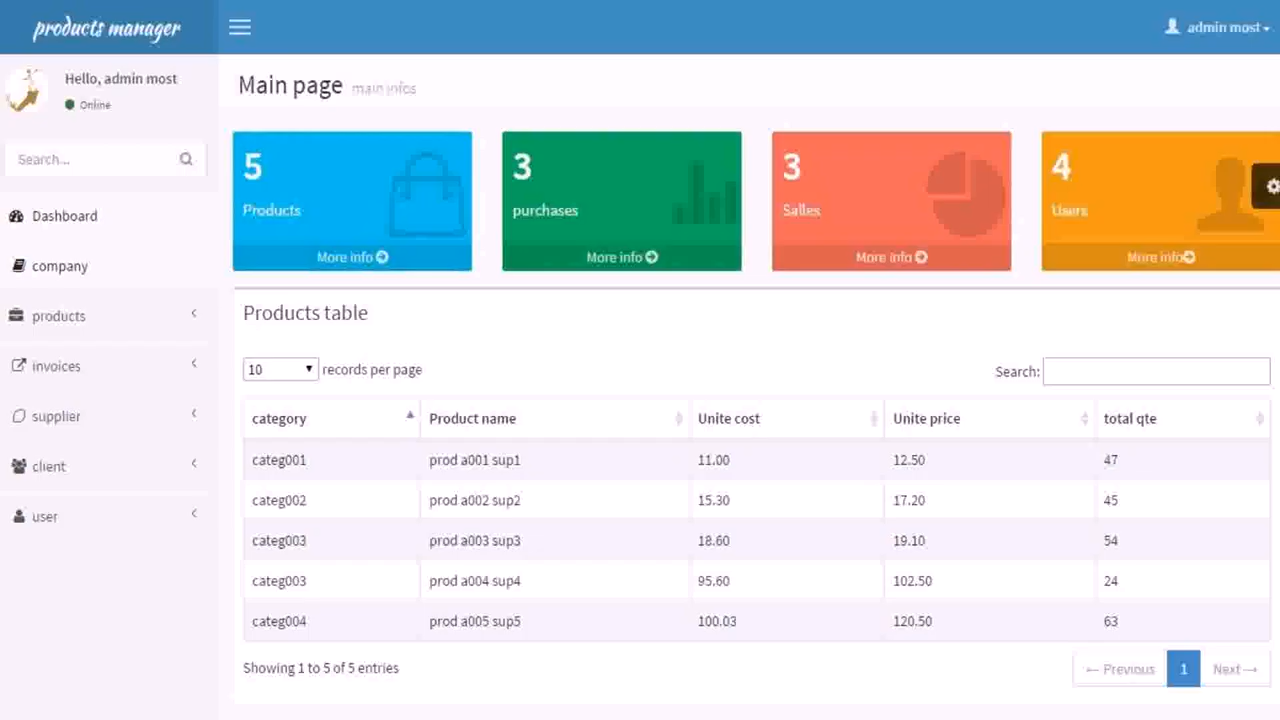 products manager
admin most
Hello, admin most
Online
Search...
Dashboard
company
products
invoices
supplier
client
user
Main page main infos
5
Products
More info
3
purchases
More info
3
Salles
More info
4
Users
More info
Products table
10 records per page
Search:
category Product name Unite cost Unite price total qte
categ001 prod a001 sup1 11.00 12.50 47
categ002 prod a002 sup2 15.30 17.20 45
categ003 prod a003 sup3 18.60 19.10 54
categ003 prod a004 sup4 95.60 102.50 24
categ004 prod a005 sup5 100.03 120.50 63
Showing 1 to 5 of 5 entries
← Previous 1 Next →